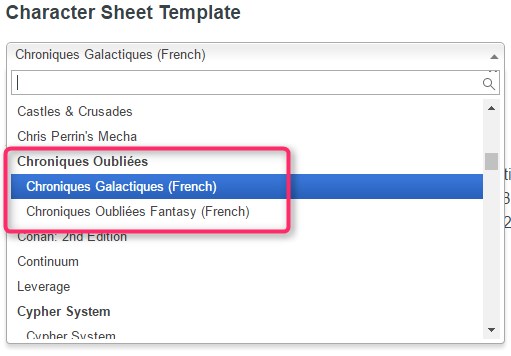 Character Sheet Template
Chroniques Galactiques (French)
Castles & Crusades
Chris Perrin's Mecha
Chroniques Oubliées
Chroniques Galactiques (French)
Chroniques Oubliées Fantasy (French)
Conan: 2nd Edition
Continuum
Leverage
Cypher System
Cypher System